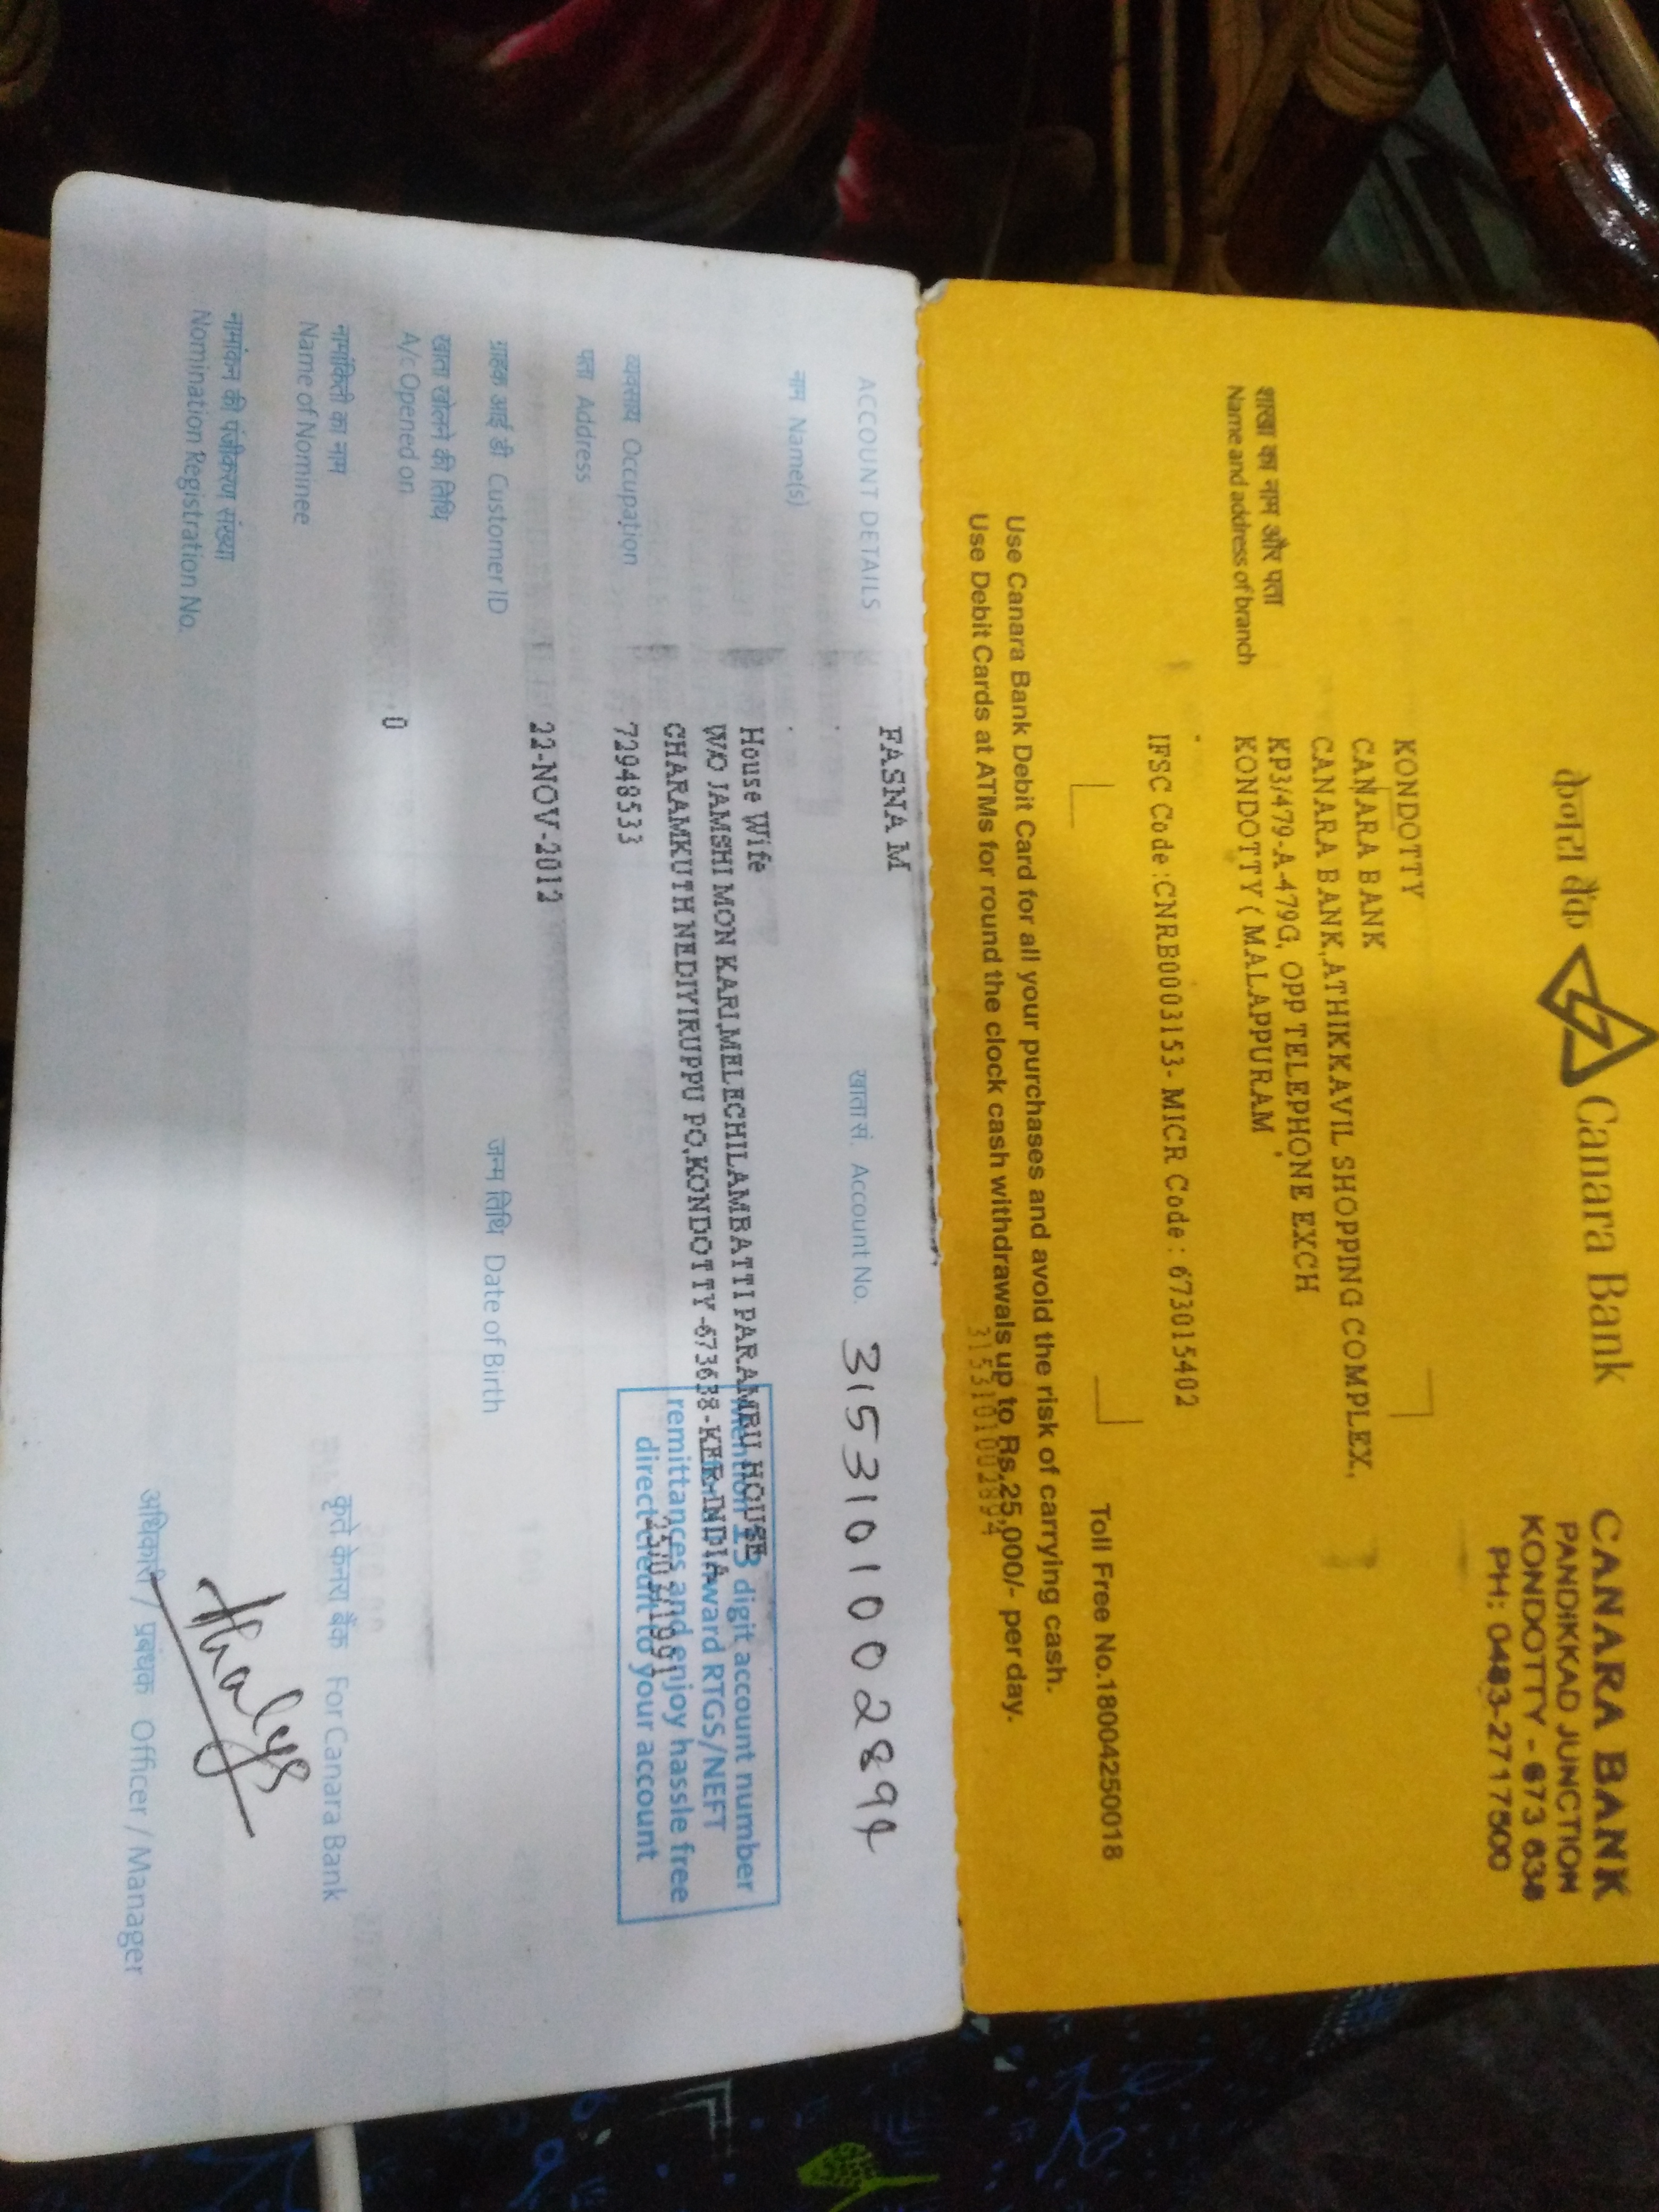 केनरा बैंक Canara Bank
CANARA BANK
PANDIKKAD JUNCTION
KONDOTTY - 673 638
PH: 0483-2717500
KONDOTTY
CANARA BANK
CANARA BANK,ATHIKKAVIL SHOPPING COMPLEX,
KP3/479-A-479G, OPP TELEPHONE EXCH
शाखा का नाम और पता
Name and address of branch
KONDOTTY ( MALAPPURAM
IFSC Code :CNRB0003153- MICR Code : 673015402
Toll Free No.18004250018
Use Canara Bank Debit Card for all your purchases and avoid the risk of carrying cash.
Use Debit Cards at ATMs for round the clock cash withdrawals up to Rs.25,000/- per day.
3153101002894
ACCOUNT DETAILS
FASNA M
खाता सं. Account No. 3153101002894
नाम Name(s)
व्यवसाय Occupation
House Wife
पता Address
W/O JAMSHI MON KARI,MELECHILAMBATTI PARAMBU HOUSE
CHARAMKUTH NEDIYIRUPPU PO,KONDOTTY -673638-KER-INDIA
13 digit account number
RTGS/NEFT
remittances and enjoy hassle free
direct credit to your account
ग्राहक आई डी Customer ID
72948533
जन्म तिथि Date of Birth
खाता खोलने की तिथि
A/c Opened on
22-NOV-2012
नामांकिती का नाम
Name of Nominee
.0
नामांकन की पंजीकरण संख्या
Nomination Registration No.
कृते केनरा बैंक For Canara Bank
अधिकारी / प्रबंधक Officer / Manager